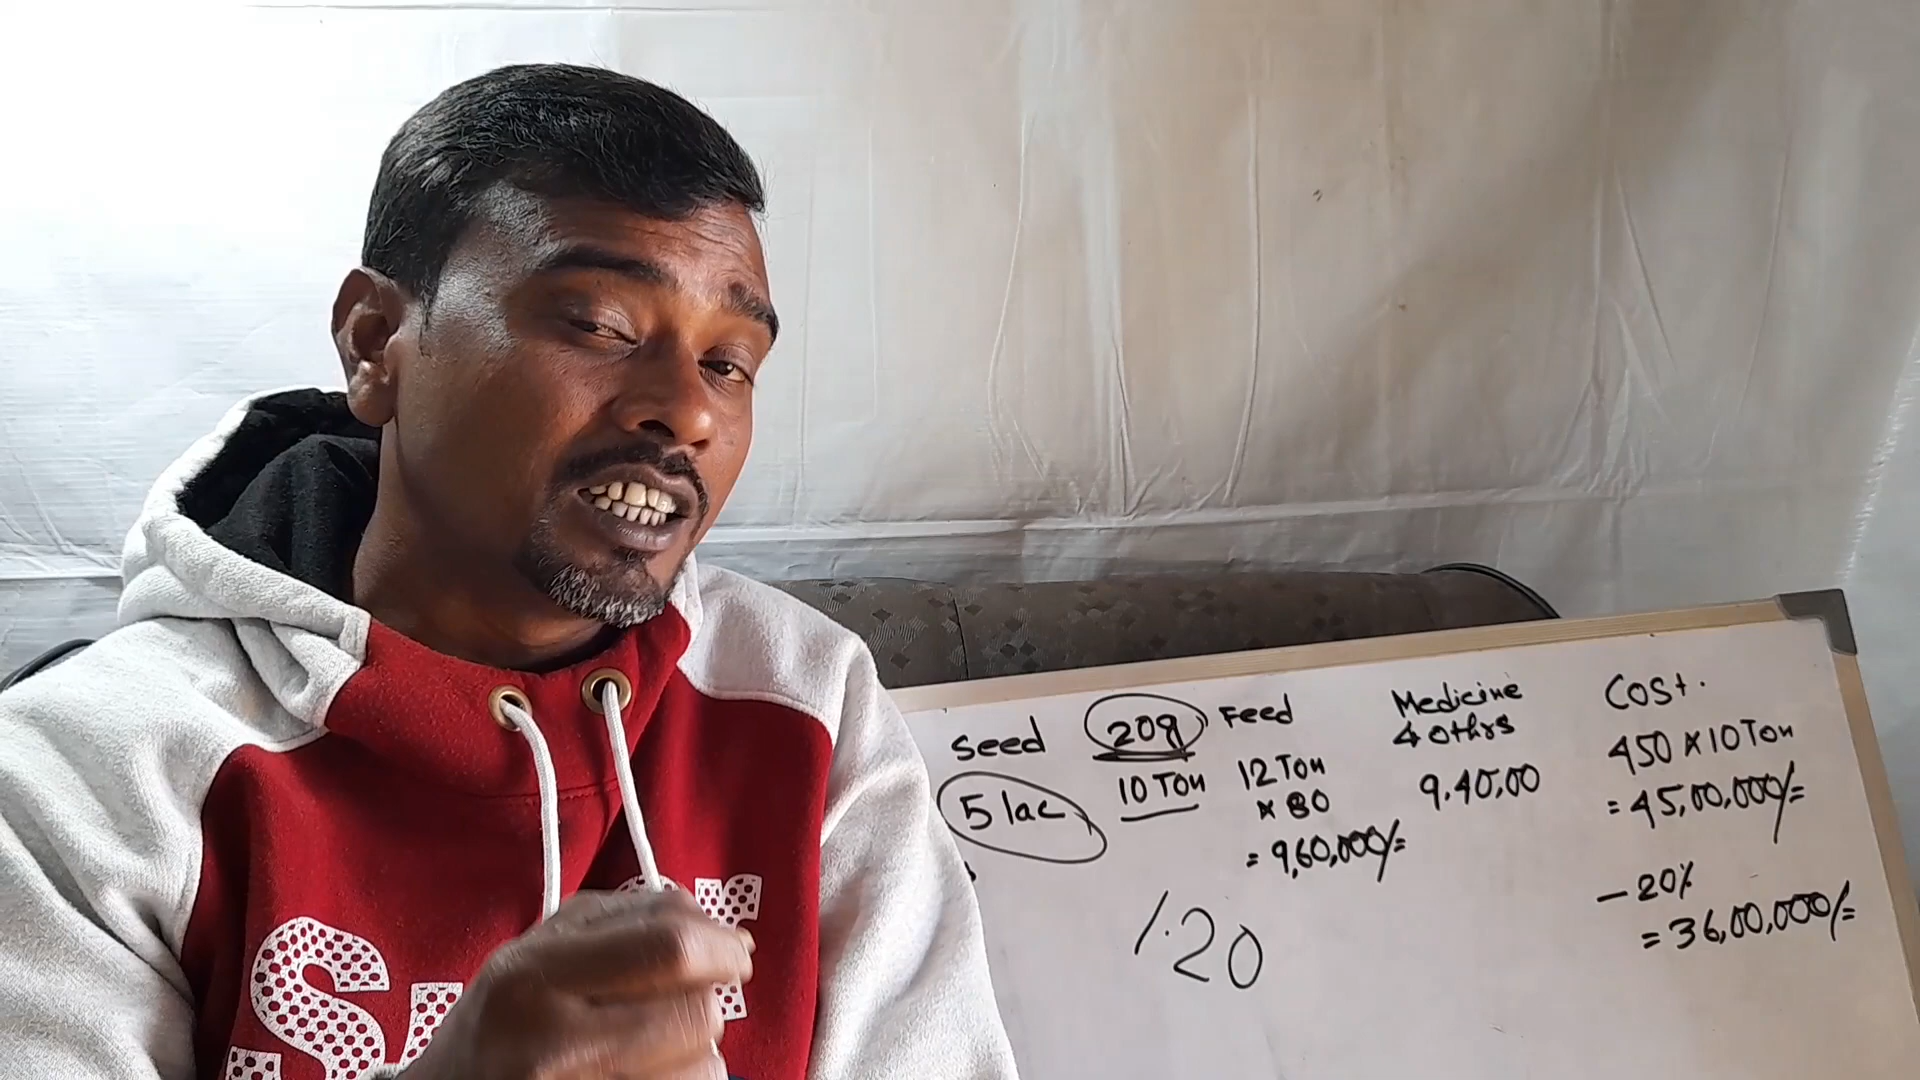 Seed 20g Feed Medicine & Othrs Cost.
5 lac 10 Ton 12 Ton 9.40,00 450 x 10 Ton
x 80 = 45,00,000/=
= 9,60,000/=
1.20 - 20%
= 36,00,000/=